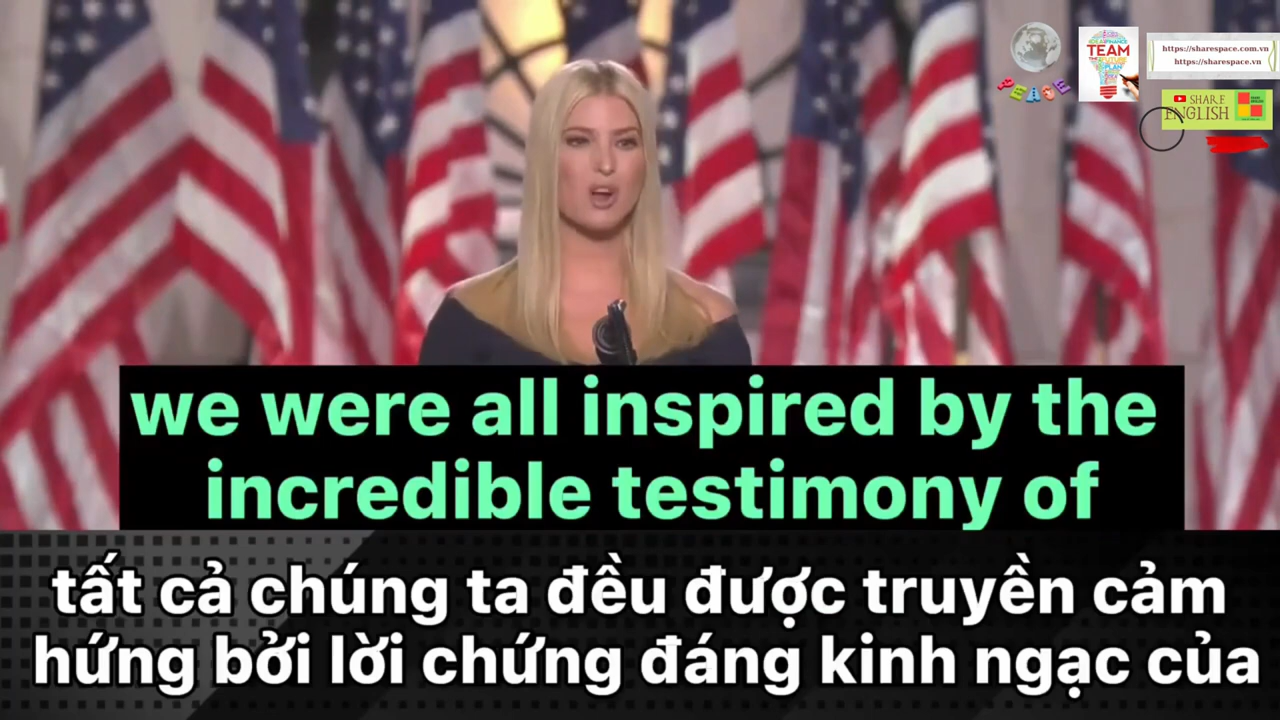 PEACE
TEAM
https://sharespace.com.vn
https://sharespace.vn
SHARE
ENGLISH
we were all inspired by the
incredible testimony of
tất cả chúng ta đều được truyền cảm
hứng bởi lời chứng đáng kinh ngạc của